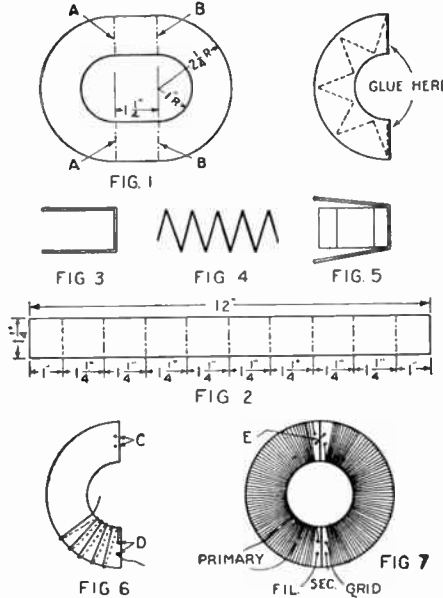 A B
2 1/4" R
1" R
1 1/2"
A B
FIG. 1
GLUE HERE
FIG 3 FIG 4 FIG. 5
12"
1 1/4"
1" 1 1/4" 1 1/4" 1 1/4" 1 1/4" 1 1/4" 1 1/4" 1 1/4" 1 1/4" 1"
FIG 2
C
D
FIG 6
E
PRIMARY
FIL. SEC. GRID
FIG 7